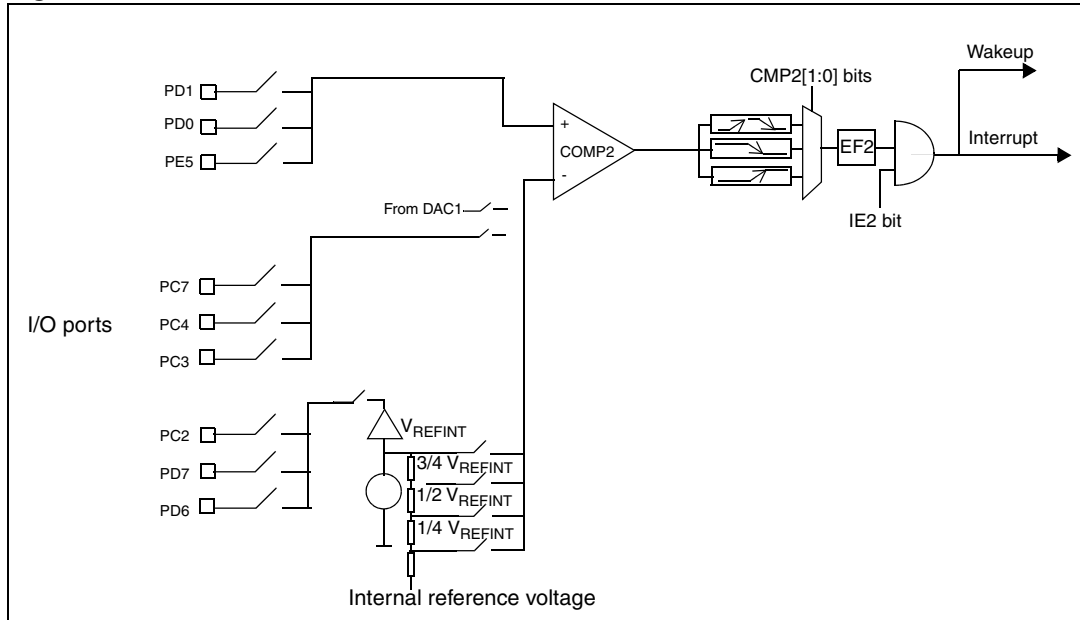 Wakeup
CMP2[1:0] bits
PD1
PD0
PE5
+
COMP2
-
EF2
Interrupt
IE2 bit
From DAC1
PC7
PC4
PC3
I/O ports
PC2
PD7
PD6
VREFINT
3/4 VREFINT
1/2 VREFINT
1/4 VREFINT
Internal reference voltage